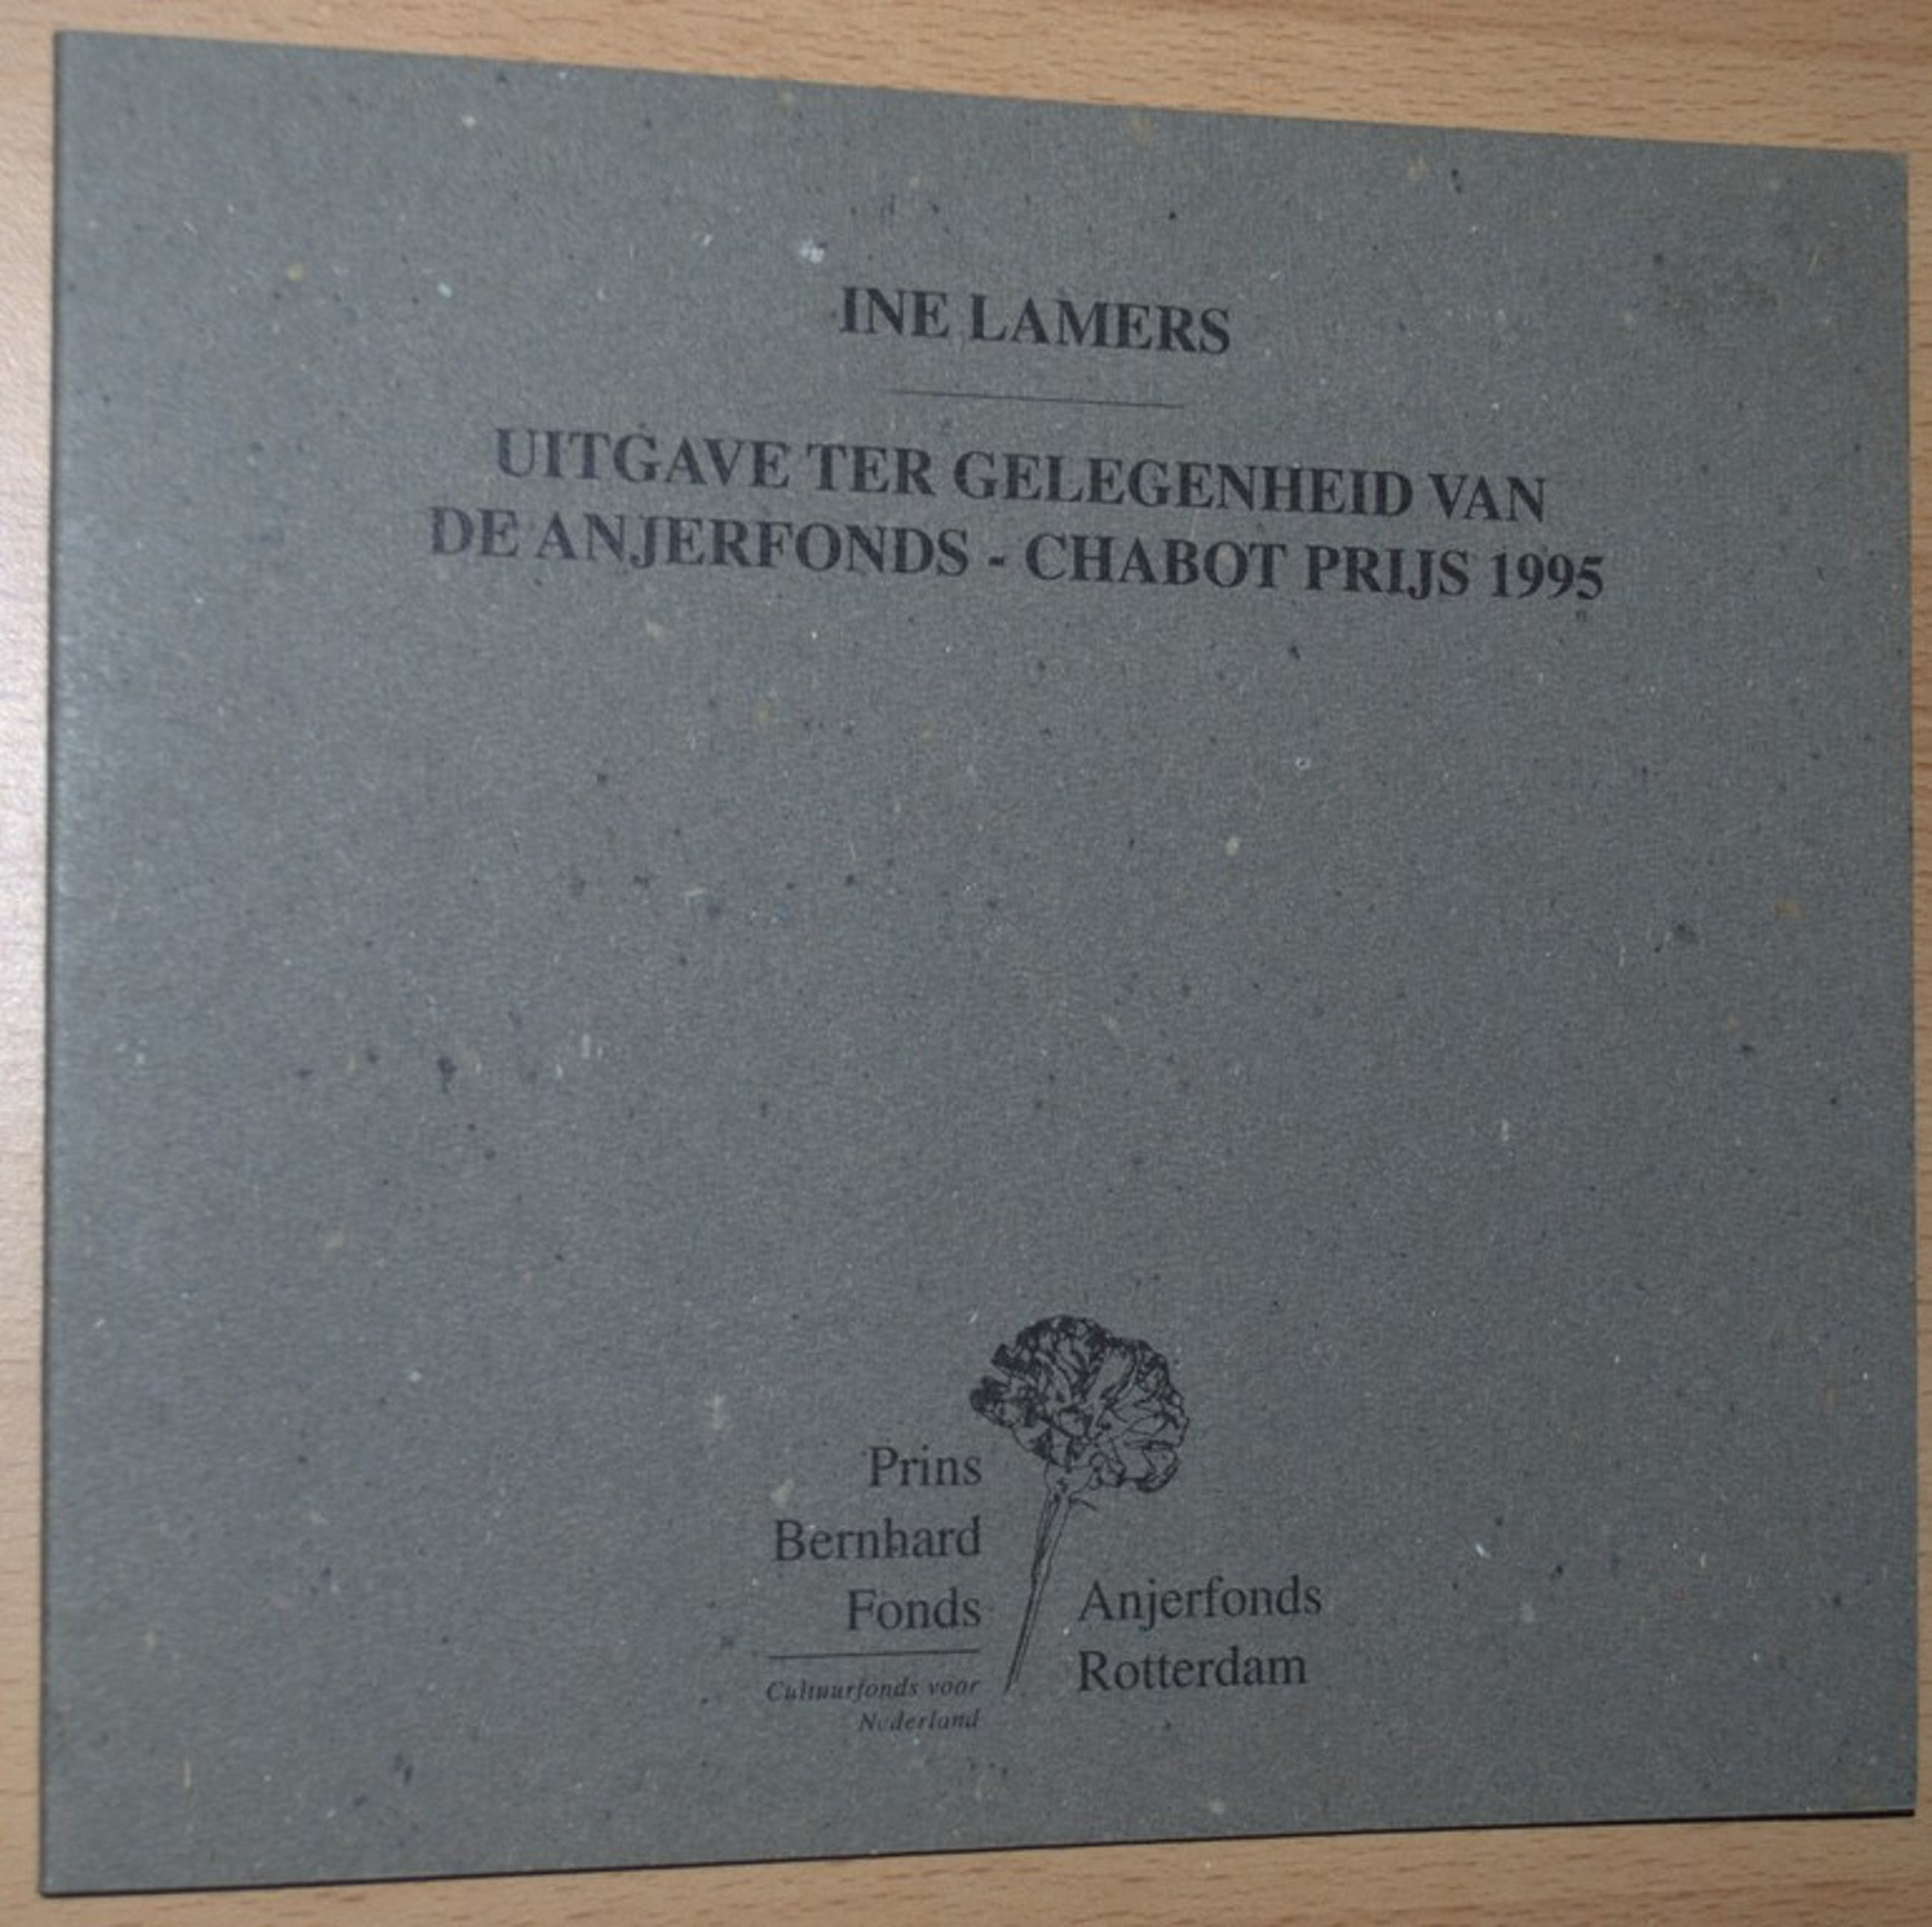 INE LAMERS
UITGAVE TER GELEGENHEID VAN
DE ANJERFONDS - CHABOT PRIJS 1995
Prins
Bernhard
Fonds
Cultuurfonds voor
Nederland
Anjerfonds
Rotterdam